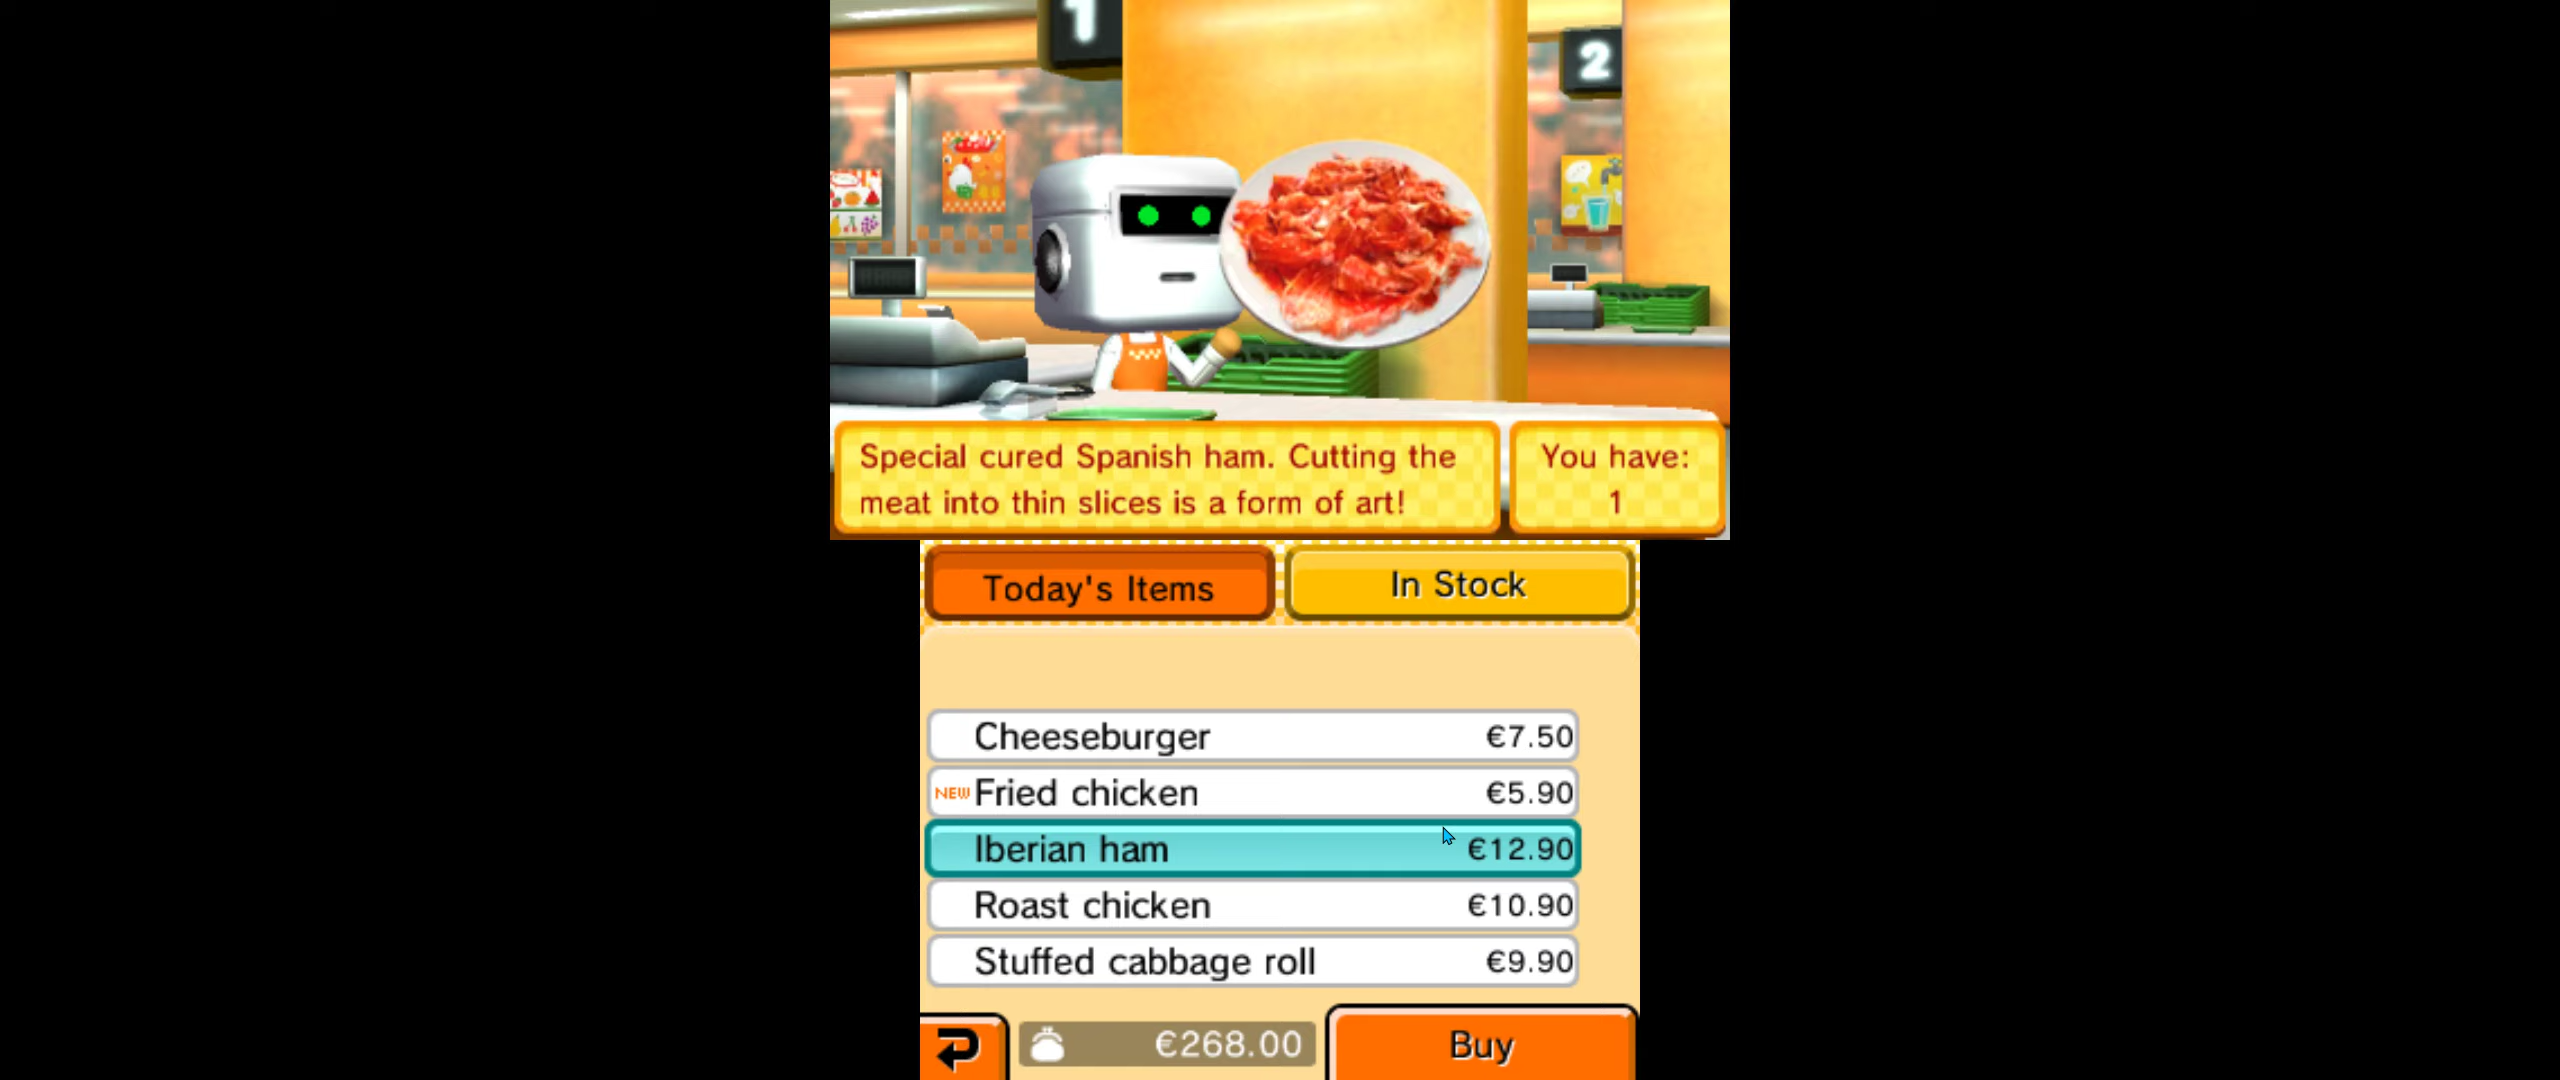 1
2
Special cured Spanish ham. Cutting the
meat into thin slices is a form of art!
You have:
1
Today's Items
In Stock
Cheeseburger €7.50
NEW Fried chicken €5.90
Iberian ham €12.90
Roast chicken €10.90
Stuffed cabbage roll €9.90
€268.00
Buy